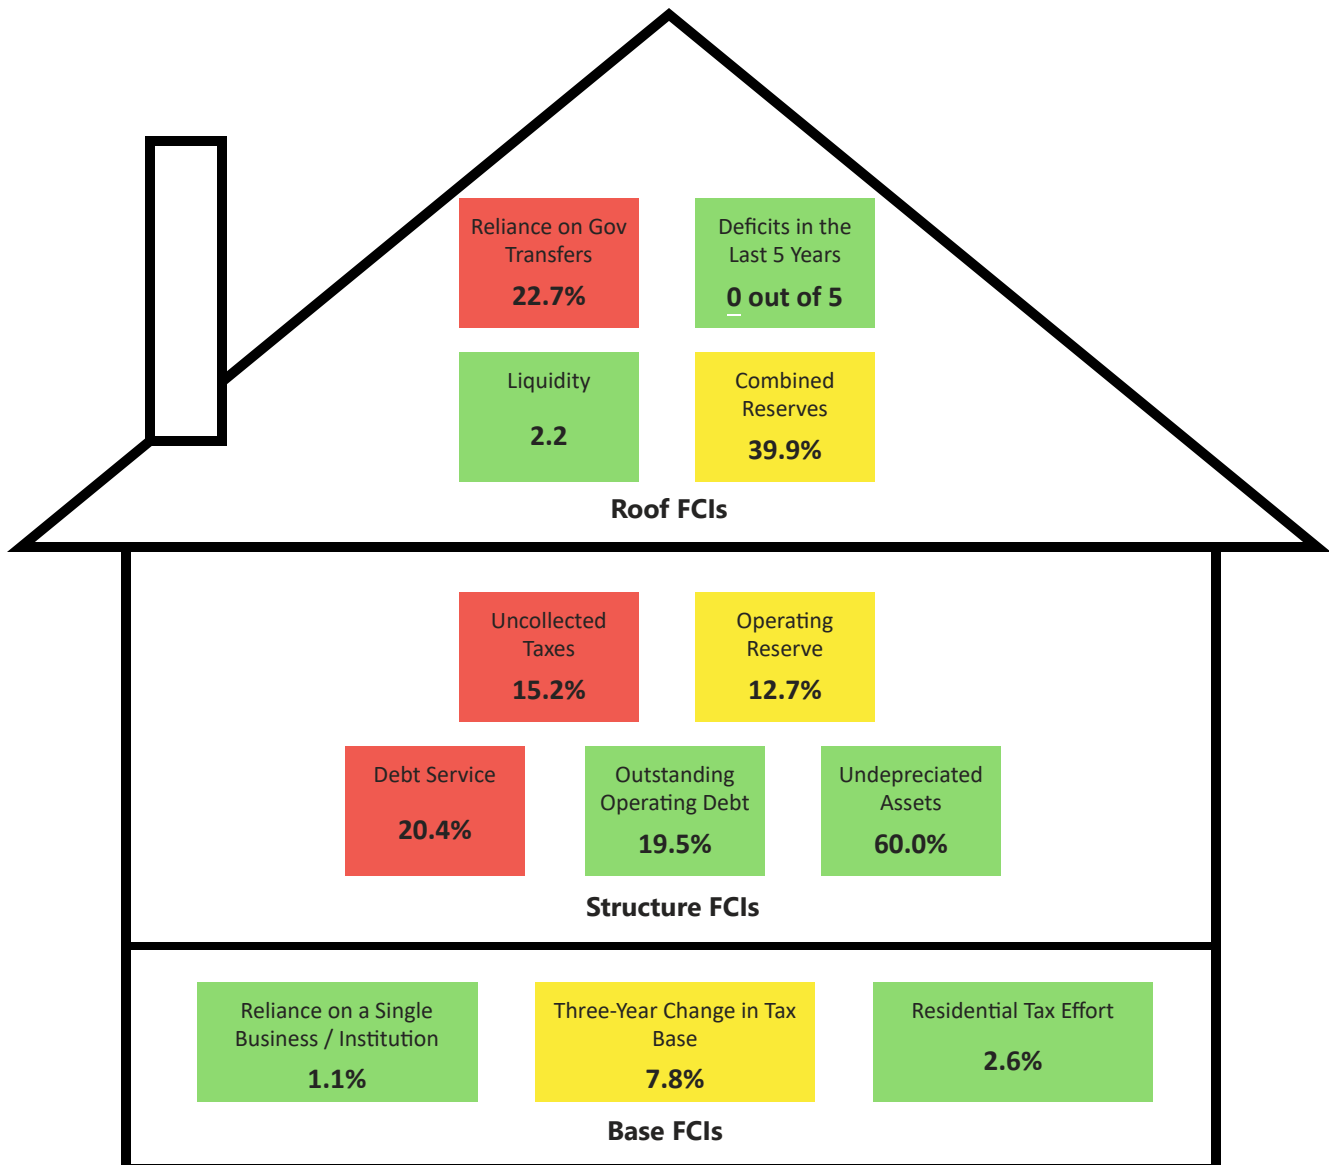 Reliance on Gov
Transfers
22.7%
Deficits in the
Last 5 Years
0 out of 5
Liquidity
2.2
Combined
Reserves
39.9%
Roof FCIs
Uncollected
Taxes
15.2%
Operating
Reserve
12.7%
Debt Service
20.4%
Outstanding
Operating Debt
19.5%
Undepreciated
Assets
60.0%
Structure FCIs
Reliance on a Single
Business / Institution
1.1%
Three-Year Change in Tax
Base
7.8%
Residential Tax Effort
2.6%
Base FCIs